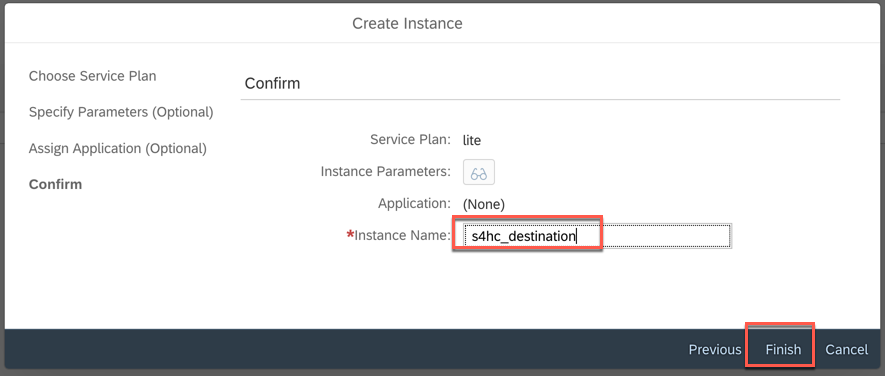 Create Instance
Choose Service Plan
Specify Parameters (Optional)
Assign Application (Optional)
Confirm
Confirm
Service Plan: lite
Instance Parameters:
Application: (None)
*Instance Name: s4hc_destination
Previous Finish Cancel